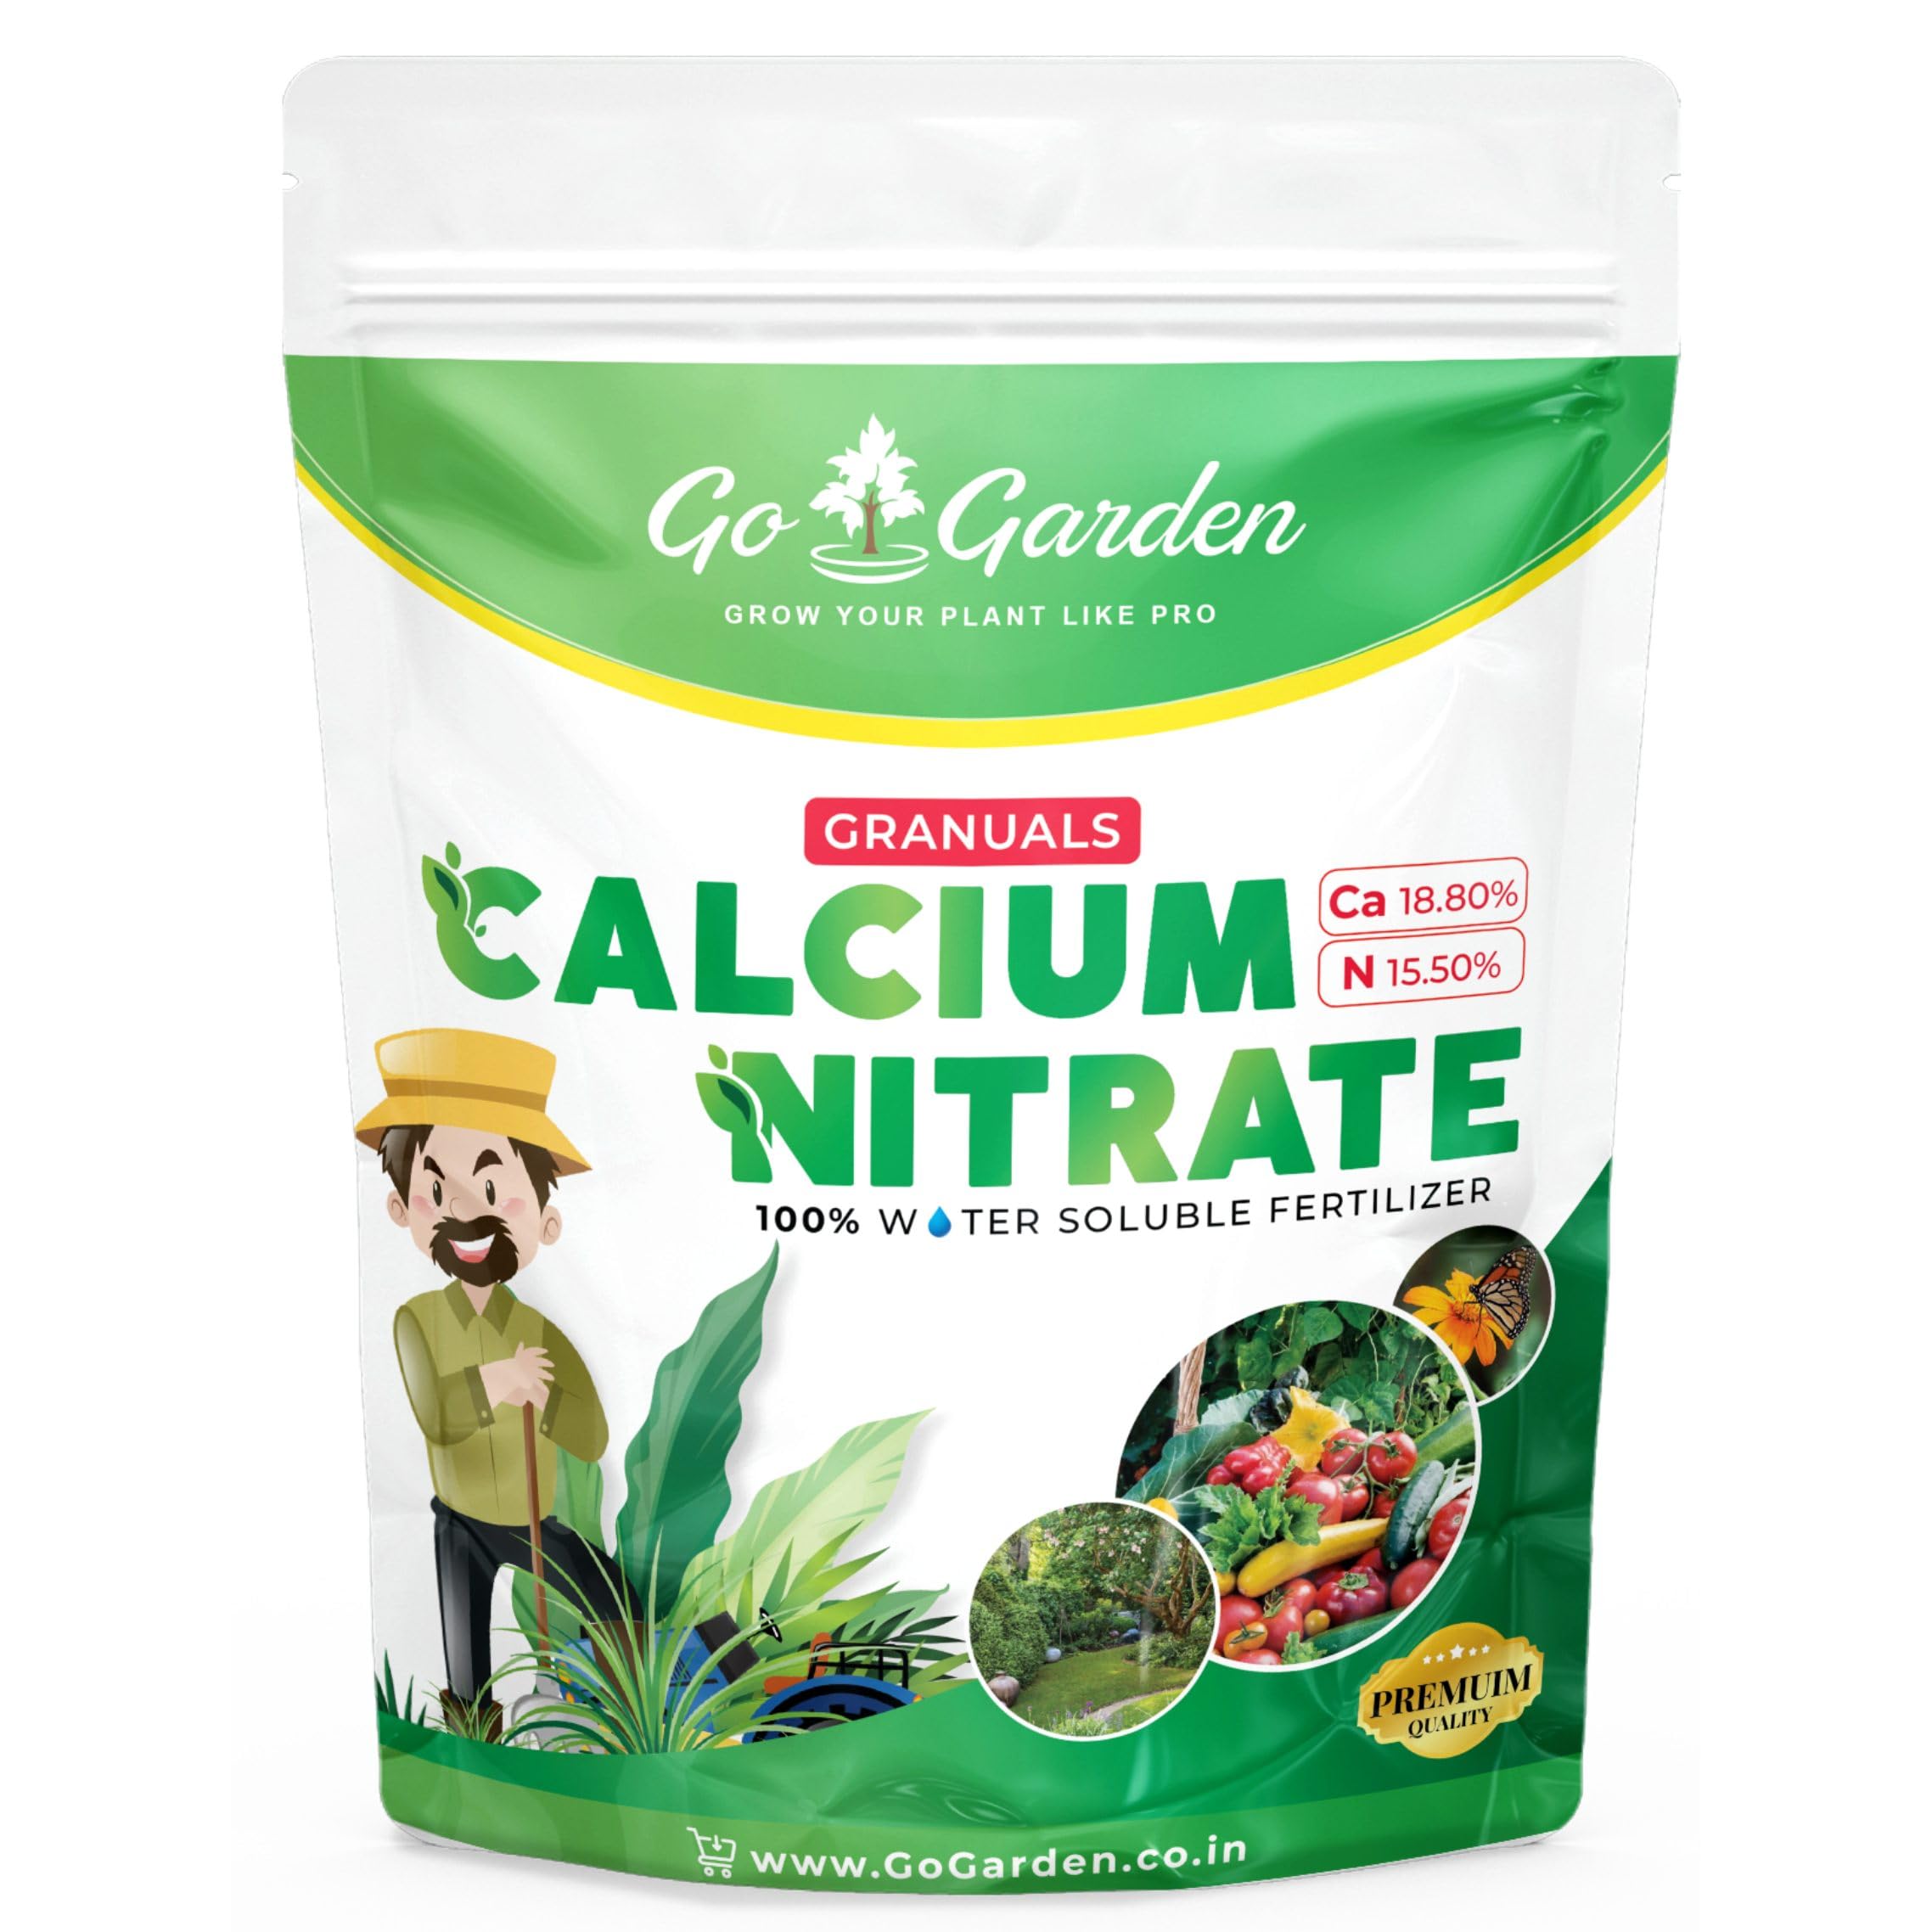 Go Garden
GROW YOUR PLANT LIKE PRO
GRANUALS
CALCIUM
Ca 18.80%
N 15.50%
NITRATE
100% WTER SOLUBLE FERTILIZER
PREMUIM
QUALITY
www.GoGarden.co.in